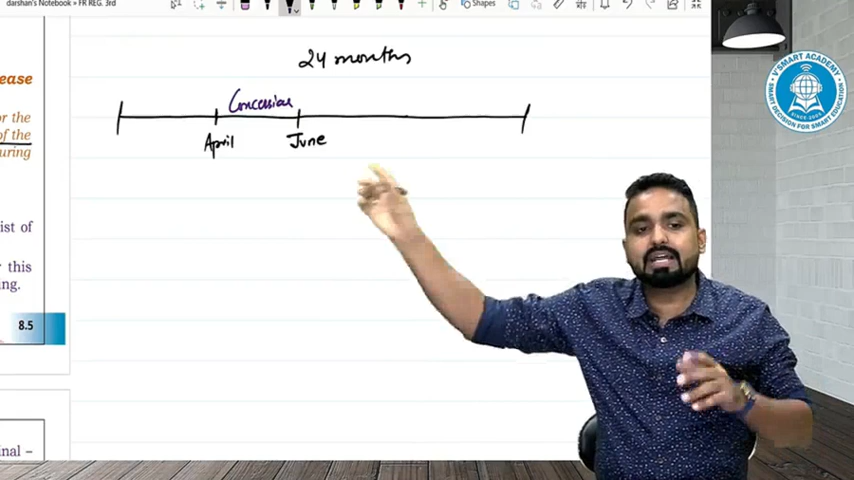 darshan's Notebook » FR REG. 3rd
Shapes
24 months
ease
Concession
or the
of the
uring
April
June
ist of
this
ing.
8.5
inal –
V'SMART ACADEMY
SINCE-2005
SMART DECISION FOR SMART EDUCATION